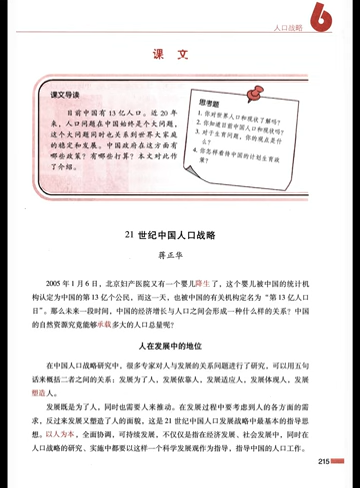 人口战略
6
课 文
课文导读
目前中国有 13 亿人口。近 20 年
来，人口问题在中国始终是个大问题，
这个大问题同时也关系到世界大家庭
的稳定和发展。中国政府在这方面有
哪些政策？有哪些打算？本文对此作
了介绍。
思考题
1. 你对世界人口和现状了解吗？
2. 你知道目前中国人口和现状吗？
3. 对于生育问题，你的观点是什
么？
4. 你怎样看待中国的计划生育政
策？
21 世纪中国人口战略
蒋正华
2005 年 1 月 6 日，北京妇产医院又有一个婴儿降生了，这个婴儿被中国的统计机
构认定为中国的第 13 亿个公民，而这一天，也被中国的有关机构定名为“第 13 亿人口
日”。那么未来一段时间，中国的经济增长与人口之间会形成一种什么样的关系？中国
的自然资源究竟能够承载多大的人口总量呢？
人在发展中的地位
在中国人口战略研究中，很多专家对人与发展的关系问题进行了研究，可以用五句
话来概括二者之间的关系：发展为了人，发展依靠人，发展适应人，发展体现人，发展
塑造人。
发展既是为了人，同时也需要人来推动。在发展过程中要考虑到人的各方面的需
求，反过来发展又塑造了人的面貌，这是 21 世纪中国人口发展战略中最基本的指导思
想。以人为本，全面协调，可持续发展，不仅仅是指在经济发展、社会发展中，同时在
人口战略的研究、实施中都要以这样一个科学发展观作为指导，指导中国的人口工作。
215